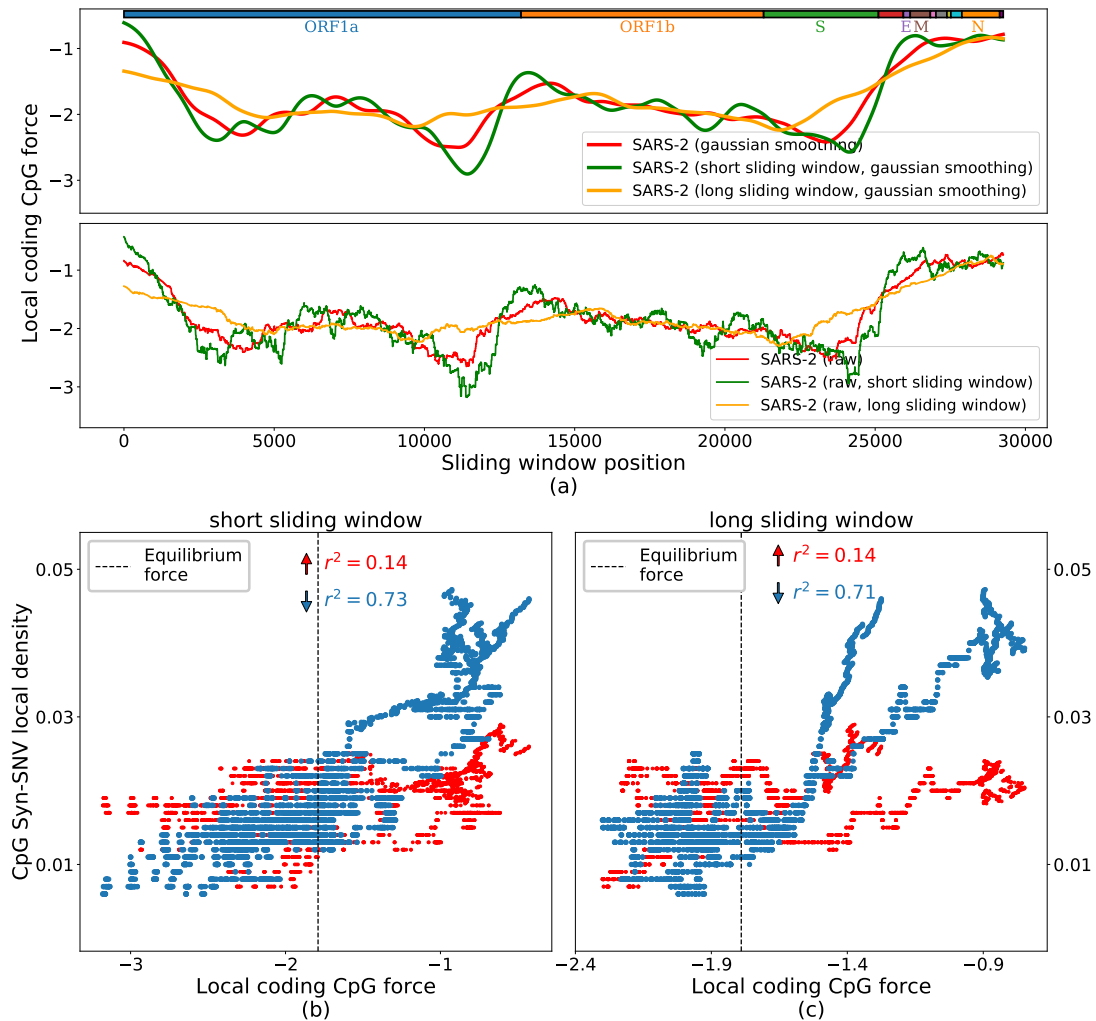 ORF1a ORF1b S E M N
−1
−2
−3
SARS-2 (gaussian smoothing)
SARS-2 (short sliding window, gaussian smoothing)
SARS-2 (long sliding window, gaussian smoothing)
Local coding CpG force
−1
−2
−3
SARS-2 (raw)
SARS-2 (raw, short sliding window)
SARS-2 (raw, long sliding window)
0 5000 10000 15000 20000 25000 30000
Sliding window position
(a)
short sliding window
Equilibrium
force
r² = 0.14
r² = 0.73
0.05
0.03
0.01
CpG Syn-SNV local density
−3 −2 −1
Local coding CpG force
(b)
long sliding window
Equilibrium
force
r² = 0.14
r² = 0.71
0.05
0.03
0.01
−2.4 −1.9 −1.4 −0.9
Local coding CpG force
(c)